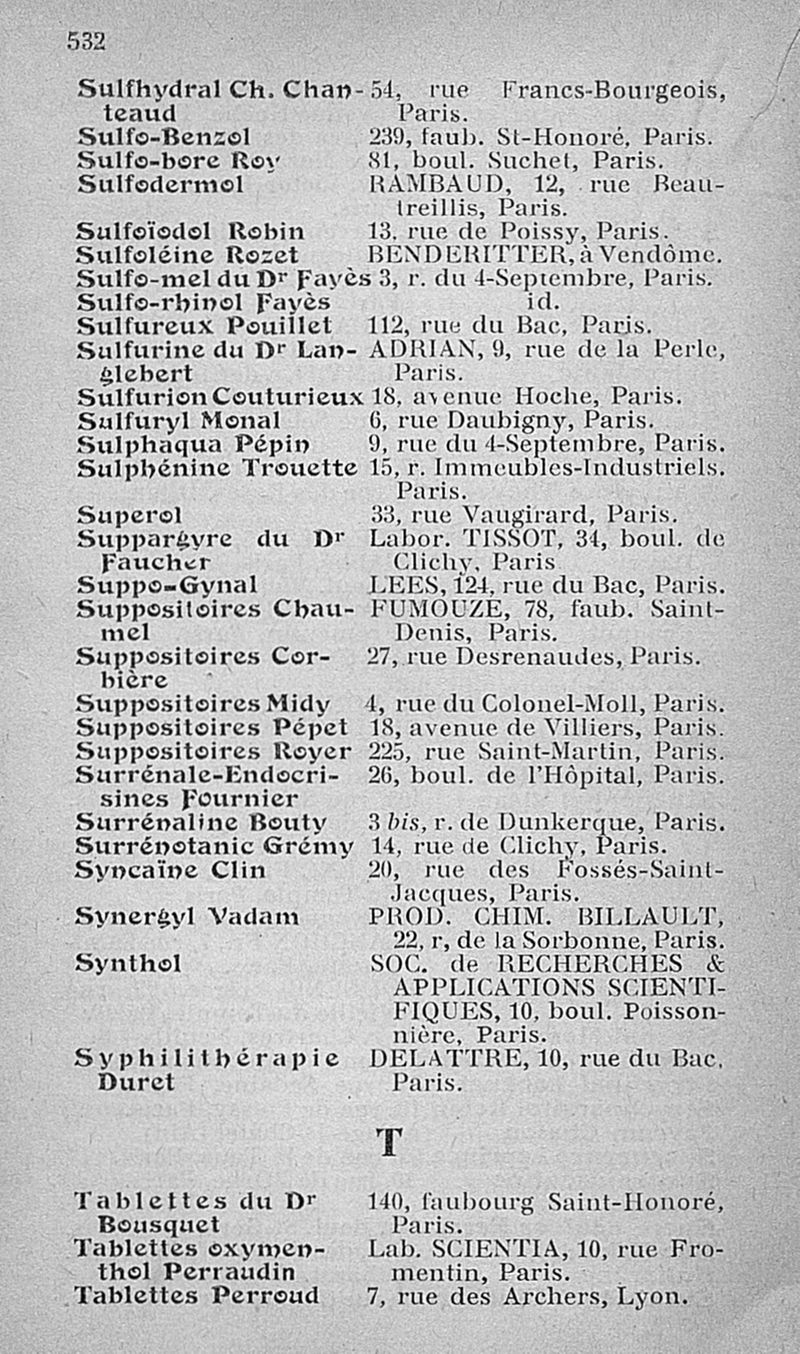 532
Sulfhydral Ch. Chan- 54, rue Francs-Bourgeois,
teaud Paris.
Sulfo-Benzol 239, faub. St-Honoré, Paris.
Sulfo-bore Roy 81, boul. Suchet, Paris.
Sulfodermol RAMBAUD, 12, rue Beau-
treillis, Paris.
Sulfoïodol Robin 13, rue de Poissy, Paris.
Sulfoléine Rozet BENDERITTER, à Vendôme.
Sulfo-mel du Dr Fayès 3, r. du 4-Septembre, Paris.
Sulfo-rhinol Fayès id.
Sulfureux Pouillet 112, rue du Bac, Paris.
Sulfurine du Dr Lan- ADRIAN, 9, rue de la Perle,
glebert Paris.
Sulfurion Couturieux 18, avenue Hoche, Paris.
Sulfuryl Monal 6, rue Daubigny, Paris.
Sulphaqua Pépin 9, rue du 4-Septembre, Paris.
Sulphénine Trouette 15, r. Immeubles-Industriels.
Paris.
Superol 33, rue Vaugirard, Paris.
Suppargyre du Dr Labor. TISSOT, 34, boul. de
Faucher Clichy, Paris
Suppo-Gynal LEES, 124, rue du Bac, Paris.
Suppositoires Chau- FUMOUZE, 78, faub. Saint-
mel Denis, Paris.
Suppositoires Cor- 27, rue Desrenaudes, Paris.
bière
Suppositoires Midy 4, rue du Colonel-Moll, Paris.
Suppositoires Pépet 18, avenue de Villiers, Paris.
Suppositoires Royer 225, rue Saint-Martin, Paris.
Surrénale-Endocri- 26, boul. de l'Hôpital, Paris.
sines Fournier
Surrénaline Bouty 3 bis, r. de Dunkerque, Paris.
Surrénotanic Grémy 14, rue de Clichy, Paris.
Syncaïne Clin 20, rue des Fossés-Saint-
Jacques, Paris.
Synergyl Vadam PROD. CHIM. BILLAULT,
22, r, de la Sorbonne, Paris.
Synthol SOC. de RECHERCHES &
APPLICATIONS SCIENTI-
FIQUES, 10, boul. Poisson-
nière, Paris.
Syphilithérapie DELATTRE, 10, rue du Bac,
Duret Paris.
T
Tablettes du Dr 140, faubourg Saint-Honoré,
Bousquet Paris.
Tablettes oxymen- Lab. SCIENTIA, 10, rue Fro-
thol Perraudin mentin, Paris.
Tablettes Perroud 7, rue des Archers, Lyon.